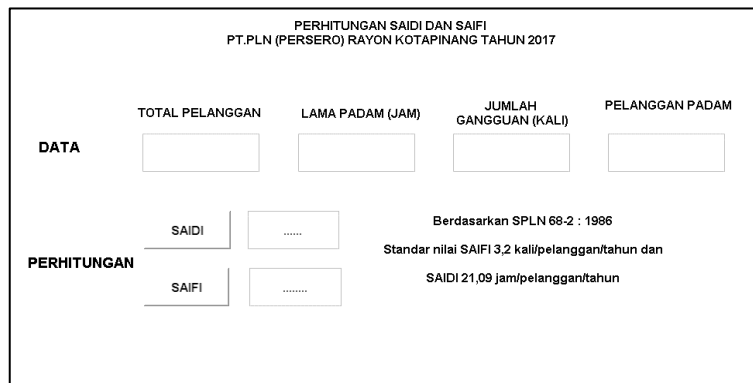 PERHITUNGAN SAIDI DAN SAIFI
PT.PLN (PERSERO) RAYON KOTAPINANG TAHUN 2017
TOTAL PELANGGAN
LAMA PADAM (JAM)
JUMLAH
GANGGUAN (KALI)
PELANGGAN PADAM
DATA
SAIDI
......
Berdasarkan SPLN 68-2 : 1986
Standar nilai SAIFI 3,2 kali/pelanggan/tahun dan
SAIDI 21,09 jam/pelanggan/tahun
PERHITUNGAN
SAIFI
........